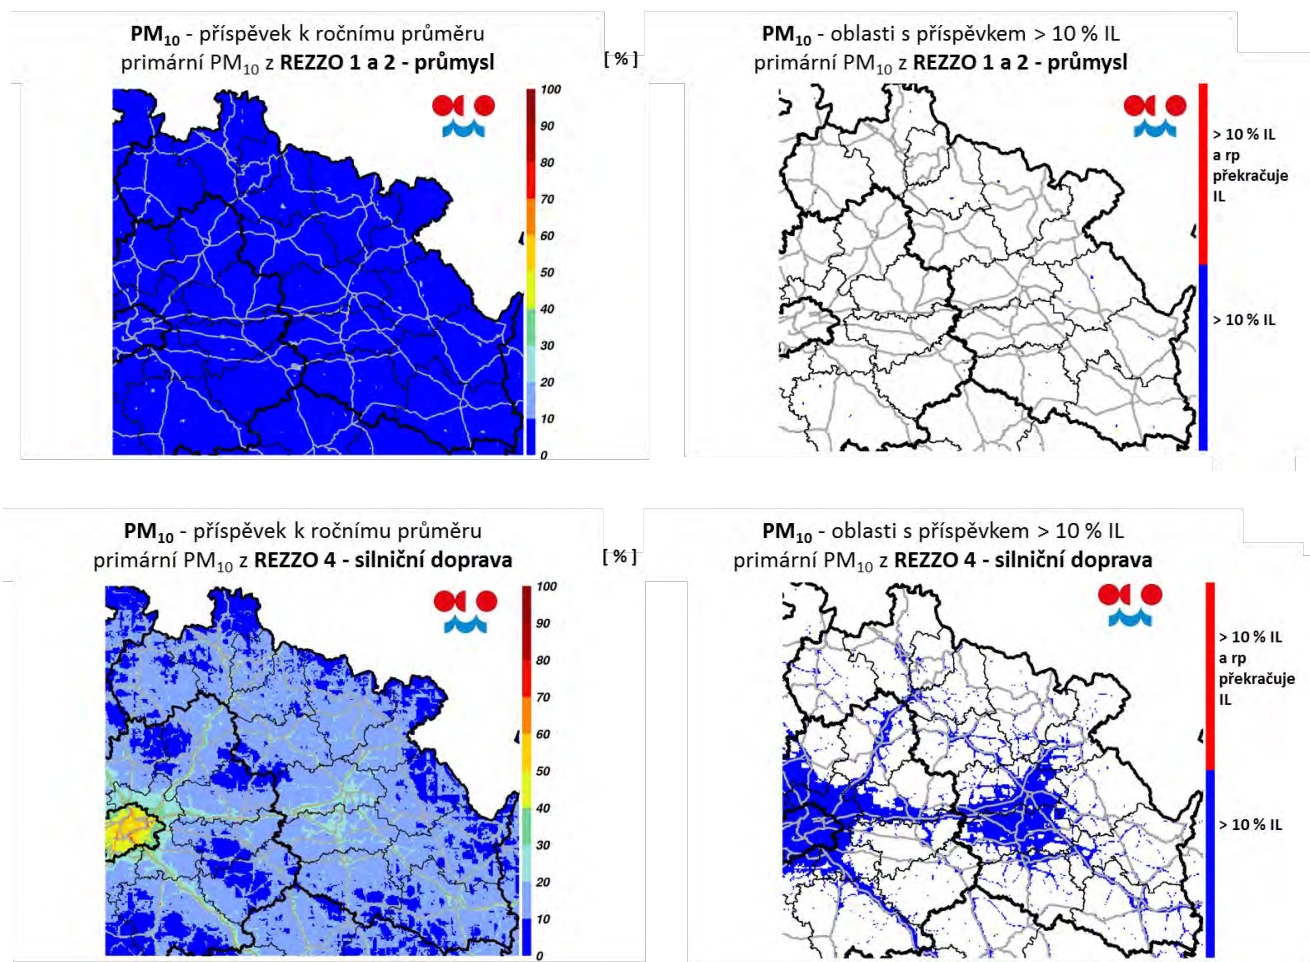 PM10 - příspěvek k ročnímu průměru
primární PM10 z REZZO 1 a 2 - průmysl
[ % ]
100
90
80
70
60
50
40
30
20
10
0
PM10 - oblasti s příspěvkem > 10 % IL
primární PM10 z REZZO 1 a 2 - průmysl
> 10 % IL
a rp
překračuje
IL
> 10 % IL
PM10 - příspěvek k ročnímu průměru
primární PM10 z REZZO 4 - silniční doprava
[ % ]
100
90
80
70
60
50
40
30
20
10
0
PM10 - oblasti s příspěvkem > 10 % IL
primární PM10 z REZZO 4 - silniční doprava
> 10 % IL
a rp
překračuje
IL
> 10 % IL